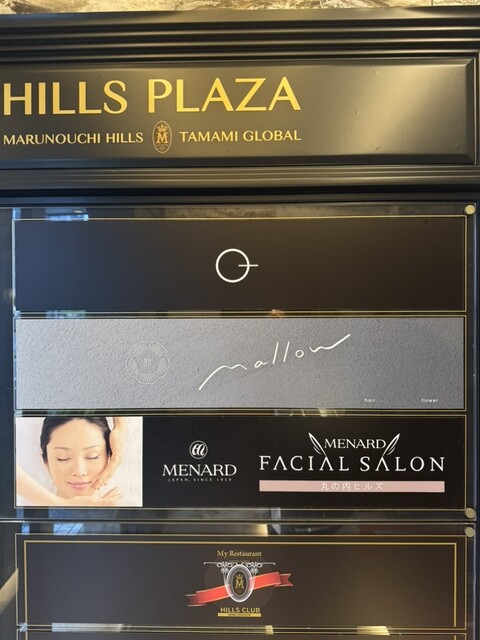 HILLS PLAZA
MARUNOUCHI HILLS M TAMAMI GLOBAL
mallow
hair flower
MENARD
JAPAN, SINCE 1959
MENARD
FACIAL SALON
丸の内ヒルズ
My Restaurant
M
HILLS CLUB